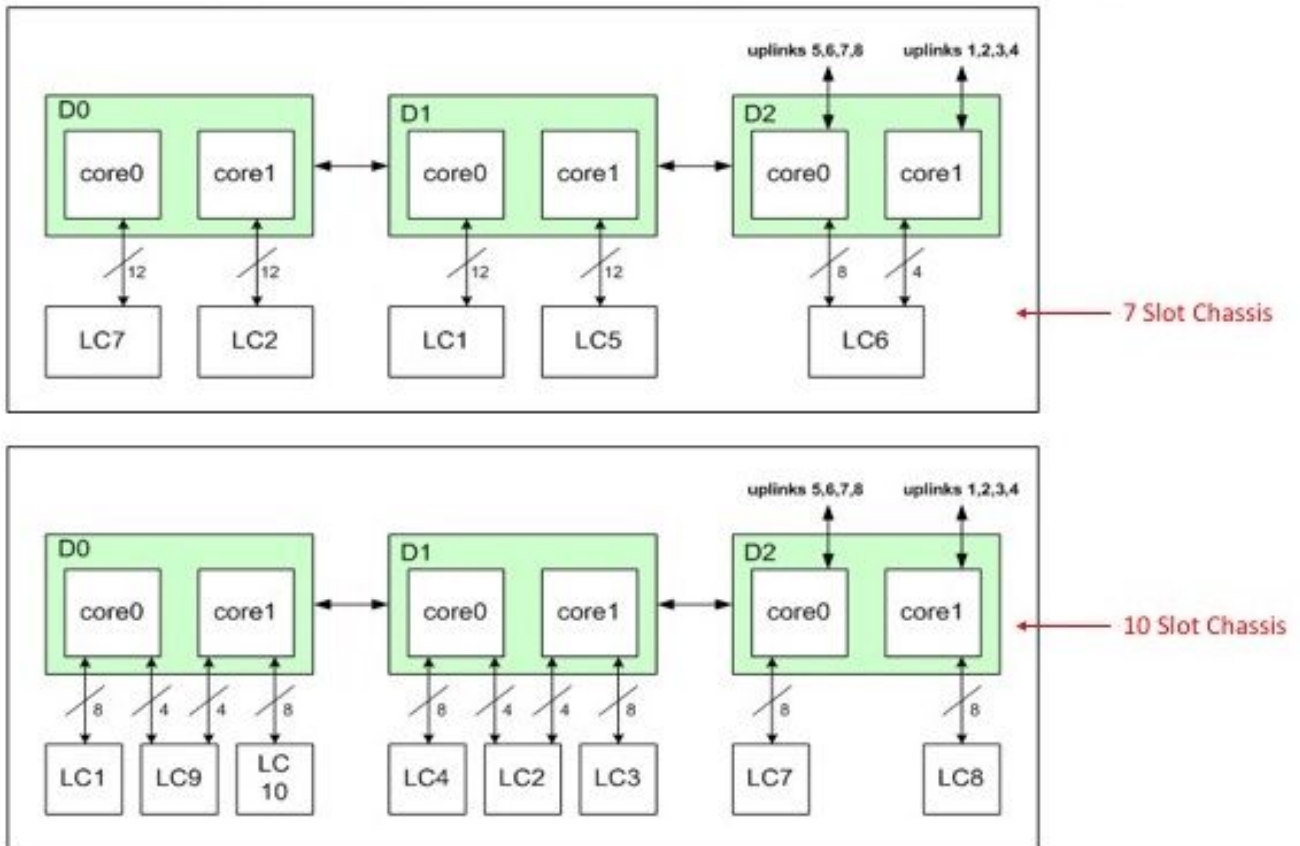 uplinks 5,6,7,8 uplinks 1,2,3,4
D0 D1 D2
core0 core1 core0 core1 core0 core1
12 12 12 12 8 4
LC7 LC2 LC1 LC5 LC6
7 Slot Chassis
uplinks 5,6,7,8 uplinks 1,2,3,4
D0 D1 D2
core0 core1 core0 core1 core0 core1
10 Slot Chassis
8 4 4 8 8 4 4 8 8 8
LC1 LC9 LC LC4 LC2 LC3 LC7 LC8
10